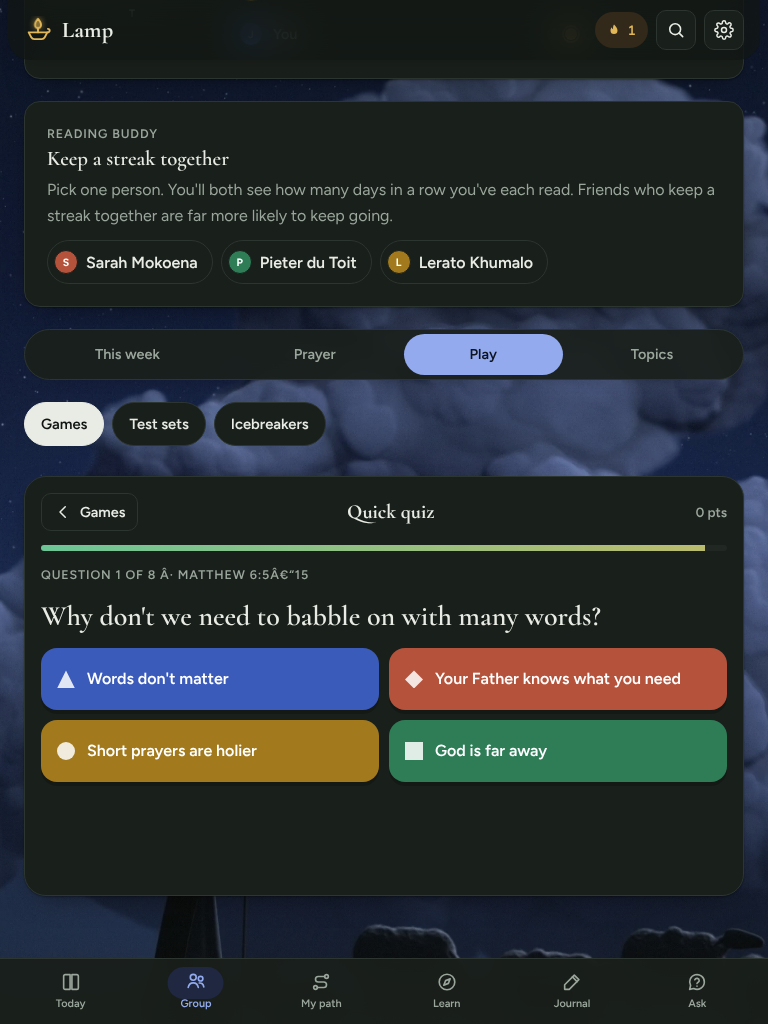 Lamp
1
You
READING BUDDY
Keep a streak together
Pick one person. You'll both see how many days in a row you've each read. Friends who keep a
streak together are far more likely to keep going.
S Sarah Mokoena
P Pieter du Toit
L Lerato Khumalo
This week
Prayer
Play
Topics
Games
Test sets
Icebreakers
Games
Quick quiz
0 pts
QUESTION 1 OF 8 Â· MATTHEW 6:5â€“15
Why don't we need to babble on with many words?
Words don't matter
Your Father knows what you need
Short prayers are holier
God is far away
Today
Group
My path
Learn
Journal
Ask